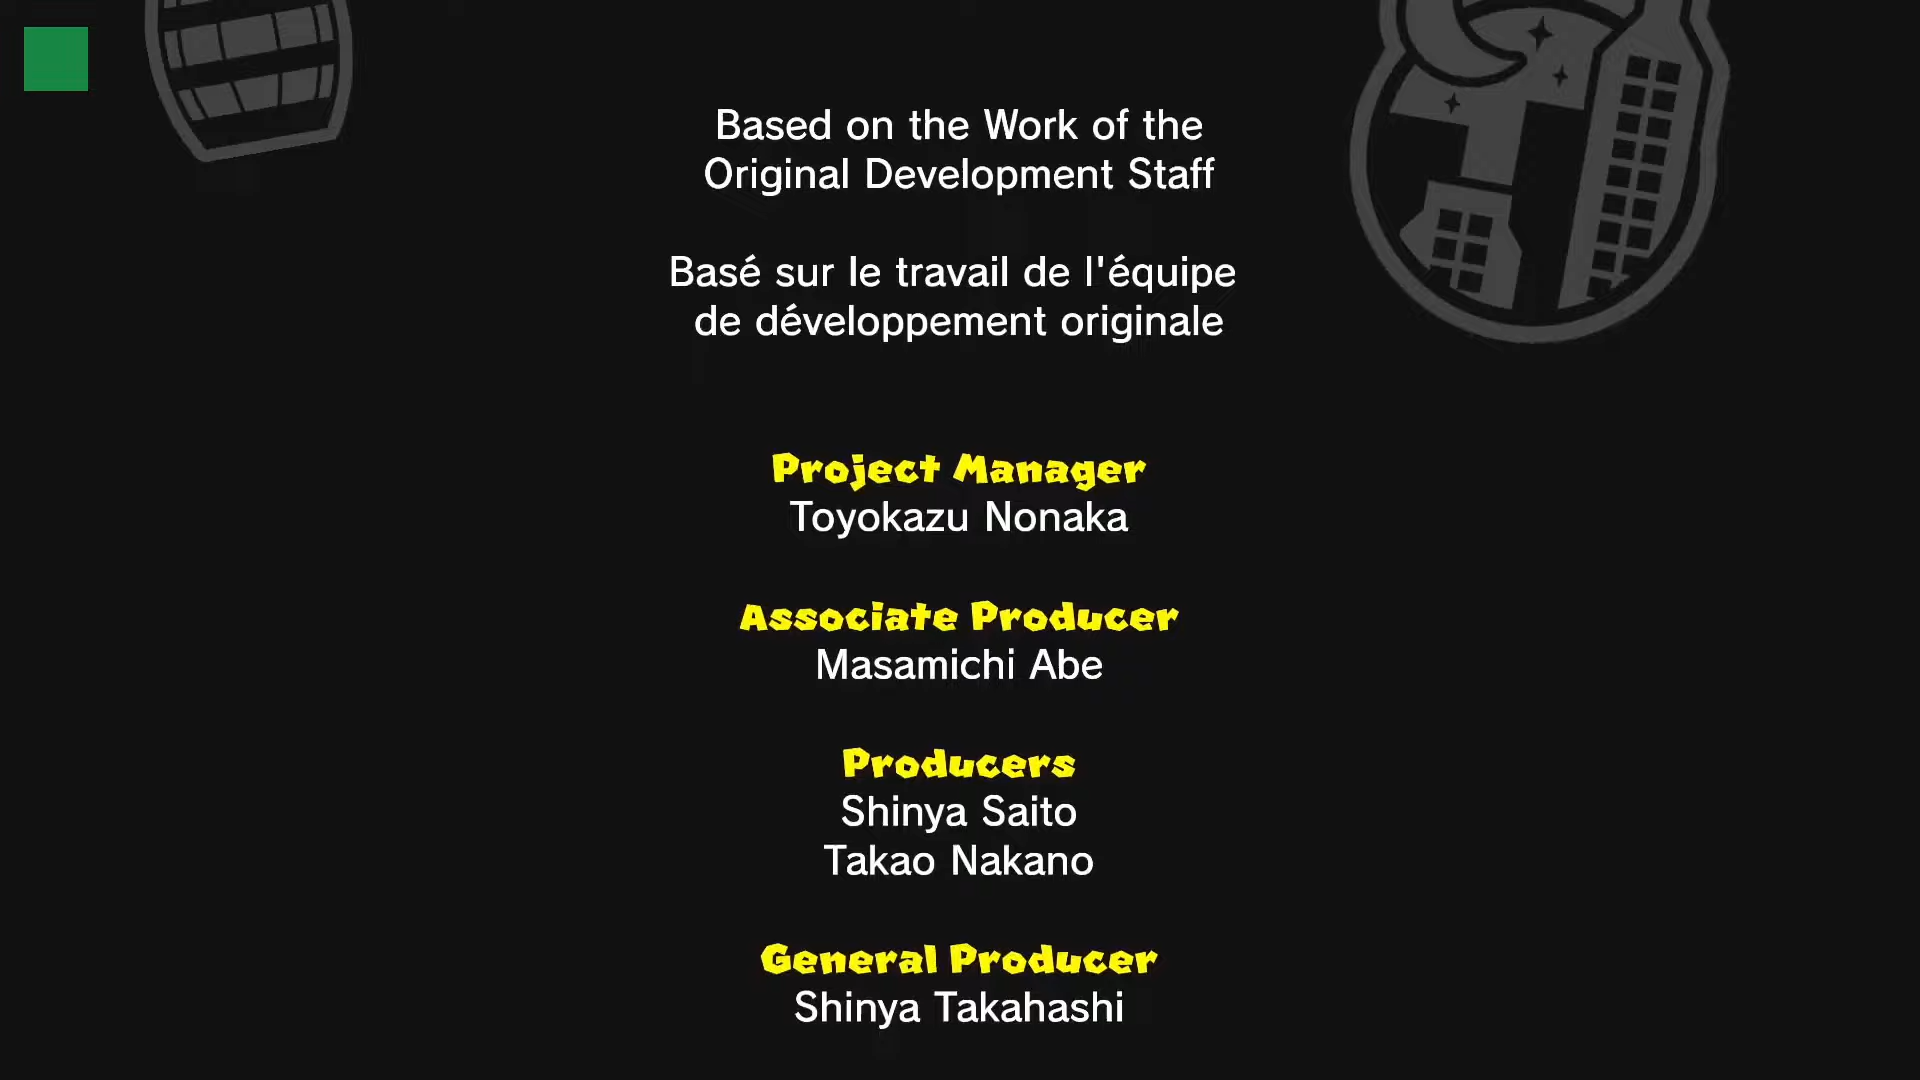 Based on the Work of the
Original Development Staff
Basé sur le travail de l'équipe
de développement originale
Project Manager
Toyokazu Nonaka
Associate Producer
Masamichi Abe
Producers
Shinya Saito
Takao Nakano
General Producer
Shinya Takahashi